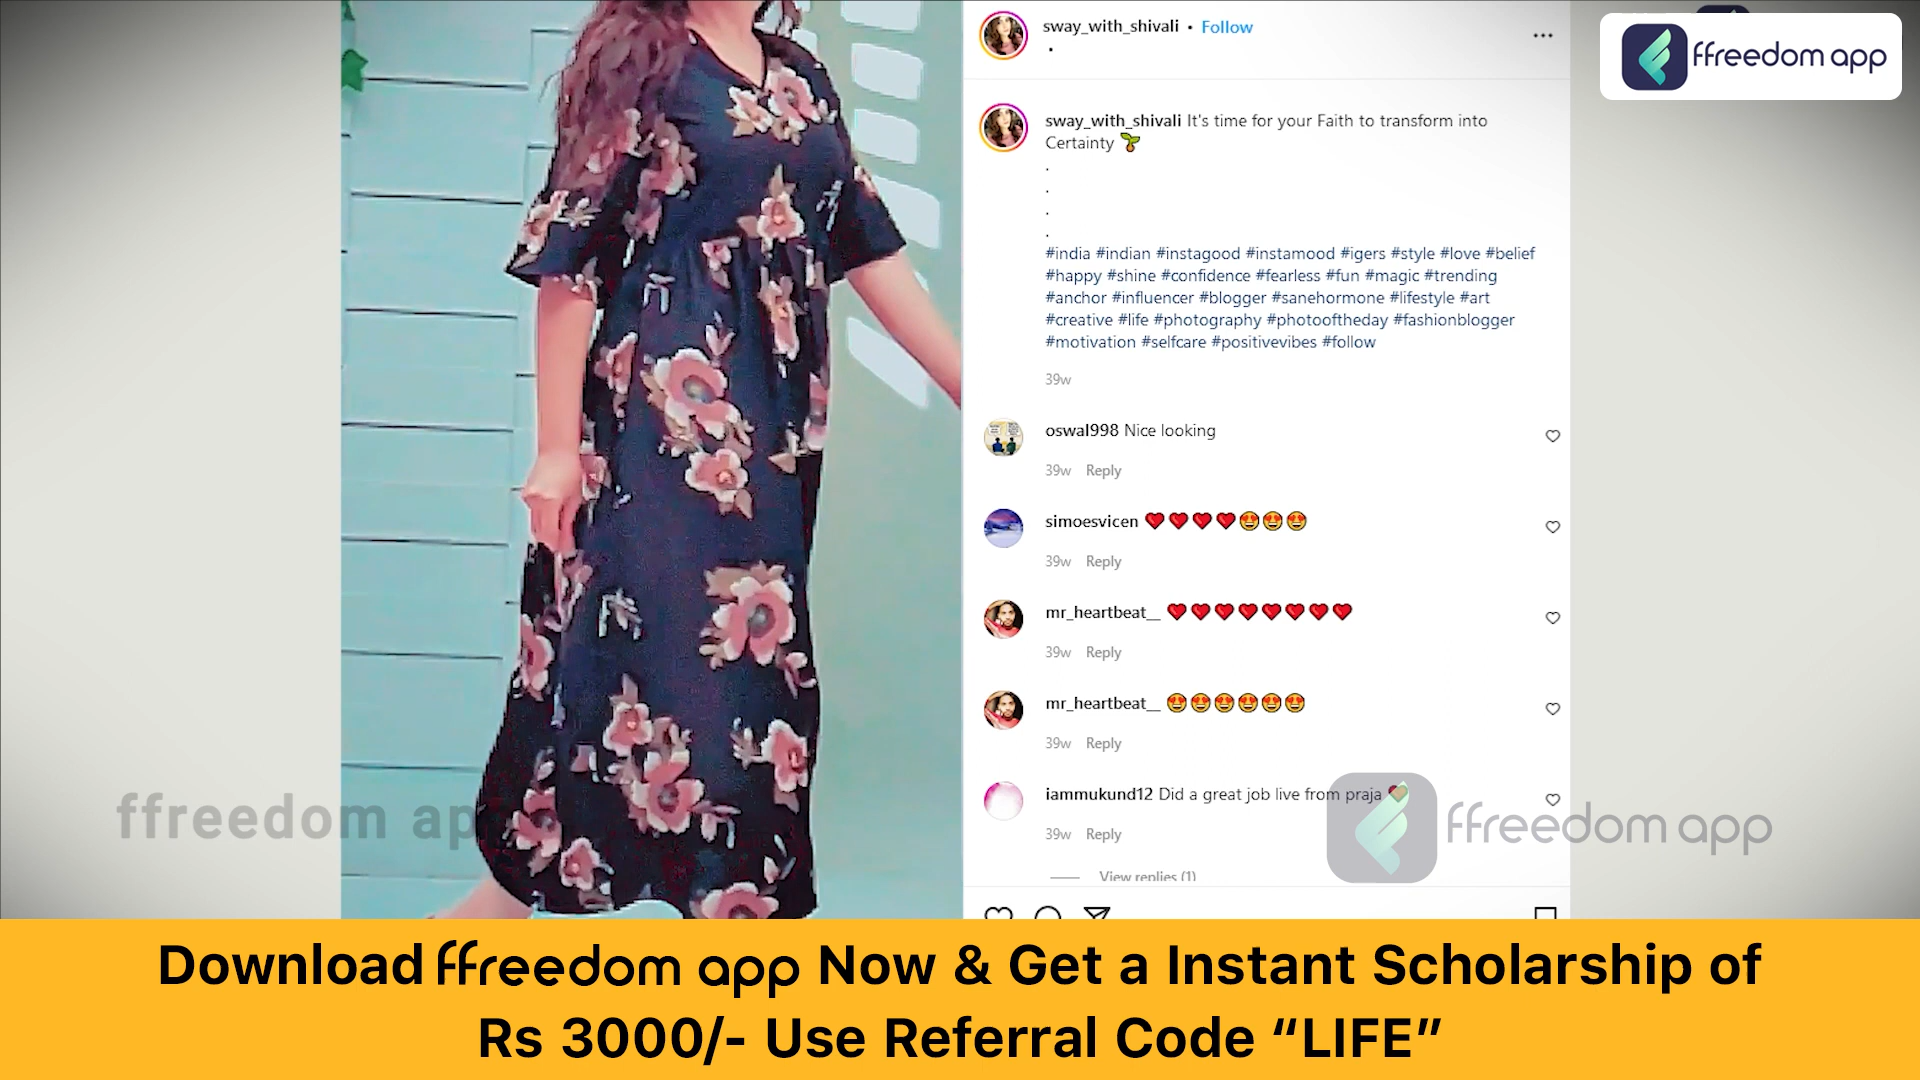 sway_with_shivali • Follow
ffreedom app
sway_with_shivali It's time for your Faith to transform into
Certainty
.
.
.
.
#india #indian #instagood #instamood #igers #style #love #belief
#happy #shine #confidence #fearless #fun #magic #trending
#anchor #influencer #blogger #sanehormone #lifestyle #art
#creative #life #photography #photooftheday #fashionblogger
#motivation #selfcare #positivevibes #follow
39w
oswal998 Nice looking
39w Reply
simoesvicen ❤❤❤❤😍😍😍
39w Reply
mr_heartbeat__ ❤❤❤❤❤❤❤❤
39w Reply
mr_heartbeat__ 😍😍😍😍😍😍
39w Reply
iammukund12 Did a great job live from praja ❤
39w Reply
View replies (1)
ffreedom ap
ffreedom app
Download ffreedom app Now & Get a Instant Scholarship of
Rs 3000/- Use Referral Code “LIFE”